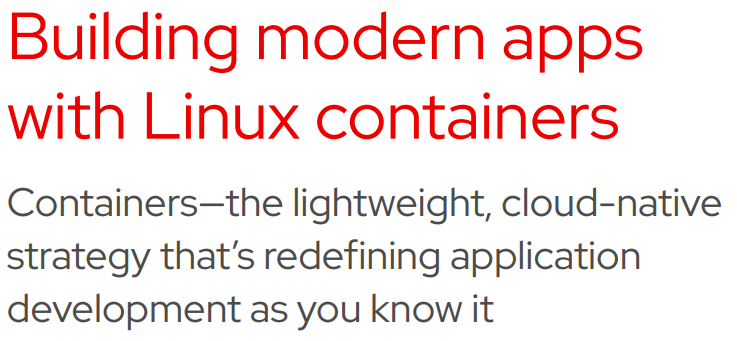 Building modern apps
with Linux containers
Containers—the lightweight, cloud-native
strategy that’s redefining application
development as you know it